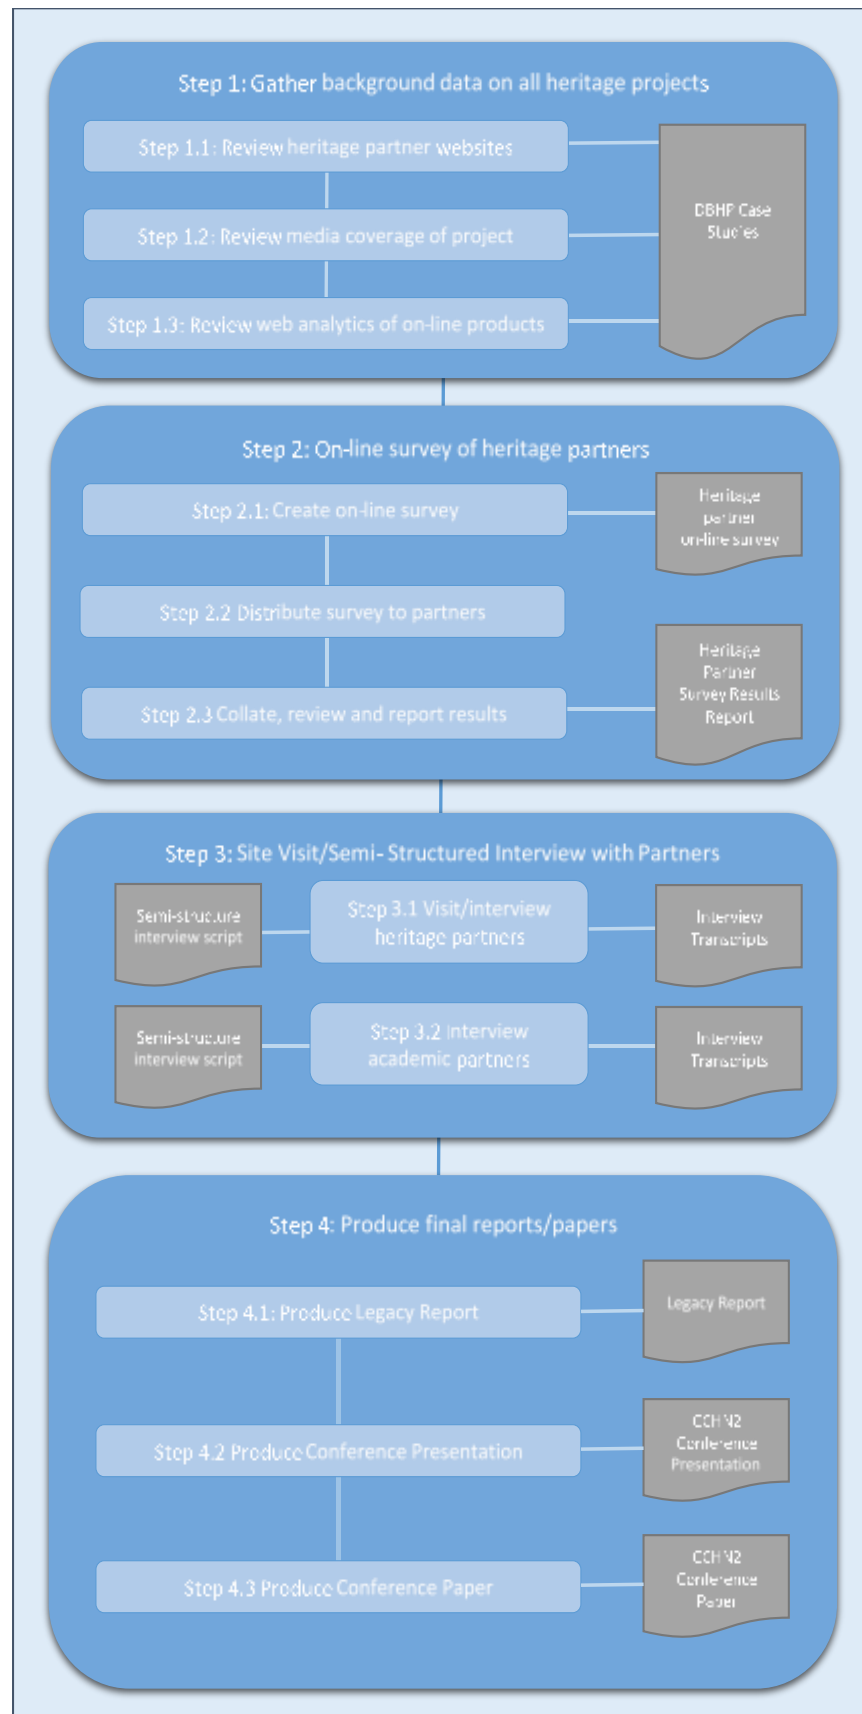 Step 1: Gather background data on all heritage projects
Step 1.1: Review heritage partner websites
Step 1.2: Review media coverage of project
Step 1.3: Review web analytics of on-line products
DBHP Case
Studies
Step 2: On-line survey of heritage partners
Step 2.1: Create on-line survey
Heritage
partner
on-line survey
Step 2.2 Distribute survey to partners
Step 2.3 Collate, review and report results
Heritage
Partner
Survey Results
Report
Step 3: Site Visit/Semi-Structured Interview with Partners
Semi-structure
interview script
Step 3.1 Visit/interview
heritage partners
Interview
Transcripts
Semi-structure
interview script
Step 3.2 Interview
academic partners
Interview
Transcripts
Step 4: Produce final reports/papers
Step 4.1: Produce Legacy Report
Legacy Report
Step 4.2 Produce Conference Presentation
CCHN2
Conference
Presentation
Step 4.3 Produce Conference Paper
CCHN2
Conference
Paper